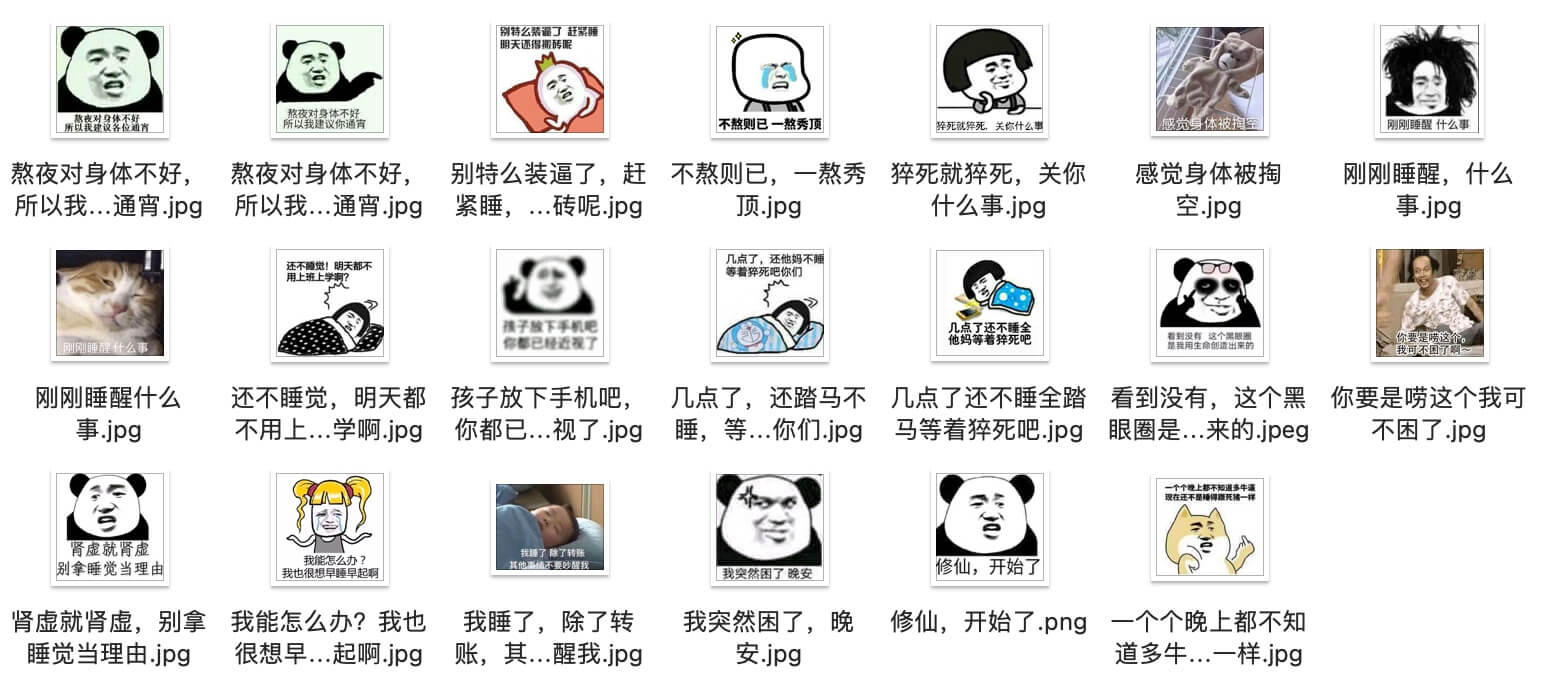 熬夜对身体不好
所以我建议各位通宵
熬夜对身体不好
所以我建议你通宵
别特么装逼了 赶紧睡
明天还得搬砖呢
不熬则已 一熬秀顶
猝死就猝死，关你什么事
感觉身体被掏空
刚刚睡醒 什么事
熬夜对身体不好，
所以我…通宵.jpg
熬夜对身体不好，
所以我…通宵.jpg
别特么装逼了，赶
紧睡，…砖呢.jpg
不熬则已，一熬秀
顶.jpg
猝死就猝死，关你
什么事.jpg
感觉身体被掏
空.jpg
刚刚睡醒，什么
事.jpg
刚刚睡醒 什么事
还不睡觉！明天都不
用上班上学啊？
孩子放下手机吧
你都已经近视了
几点了，还他妈不睡
等着猝死吧你们
几点了还不睡全
他妈等着猝死吧
看到没有 这个黑眼圈
是我用生命创造出来的
你要是唠这个，
我可不困了啊～
刚刚睡醒什么
事.jpg
还不睡觉，明天都
不用上…学啊.jpg
孩子放下手机吧，
你都已…视了.jpg
几点了，还踏马不
睡，等…你们.jpg
几点了还不睡全踏
马等着猝死吧.jpg
看到没有，这个黑
眼圈是…来的.jpeg
你要是唠这个我可
不困了.jpg
肾虚就肾虚
别拿睡觉当理由
我能怎么办？
我也很想早睡早起啊
我睡了 除了转账
其他事情不要吵醒我
我突然困了 晚安
修仙，开始了
一个个晚上都不知道多牛逼
现在还不是睡得跟死猪一样
肾虚就肾虚，别拿
睡觉当理由.jpg
我能怎么办？我也
很想早…起啊.jpg
我睡了，除了转
账，其…醒我.jpg
我突然困了，晚
安.jpg
修仙，开始了.png
一个个晚上都不知
道多牛…一样.jpg